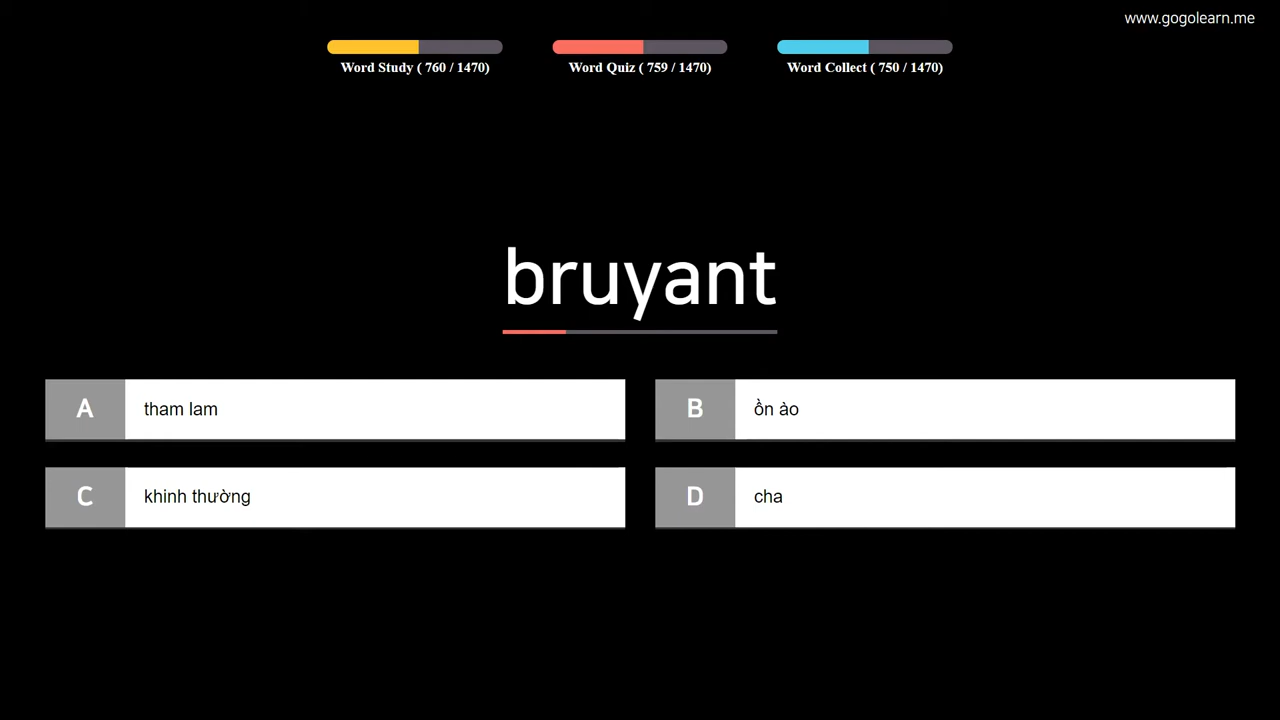 www.gogolearn.me
Word Study ( 760 / 1470)
Word Quiz ( 759 / 1470)
Word Collect ( 750 / 1470)
bruyant
A tham lam
B ồn ào
C khinh thường
D cha